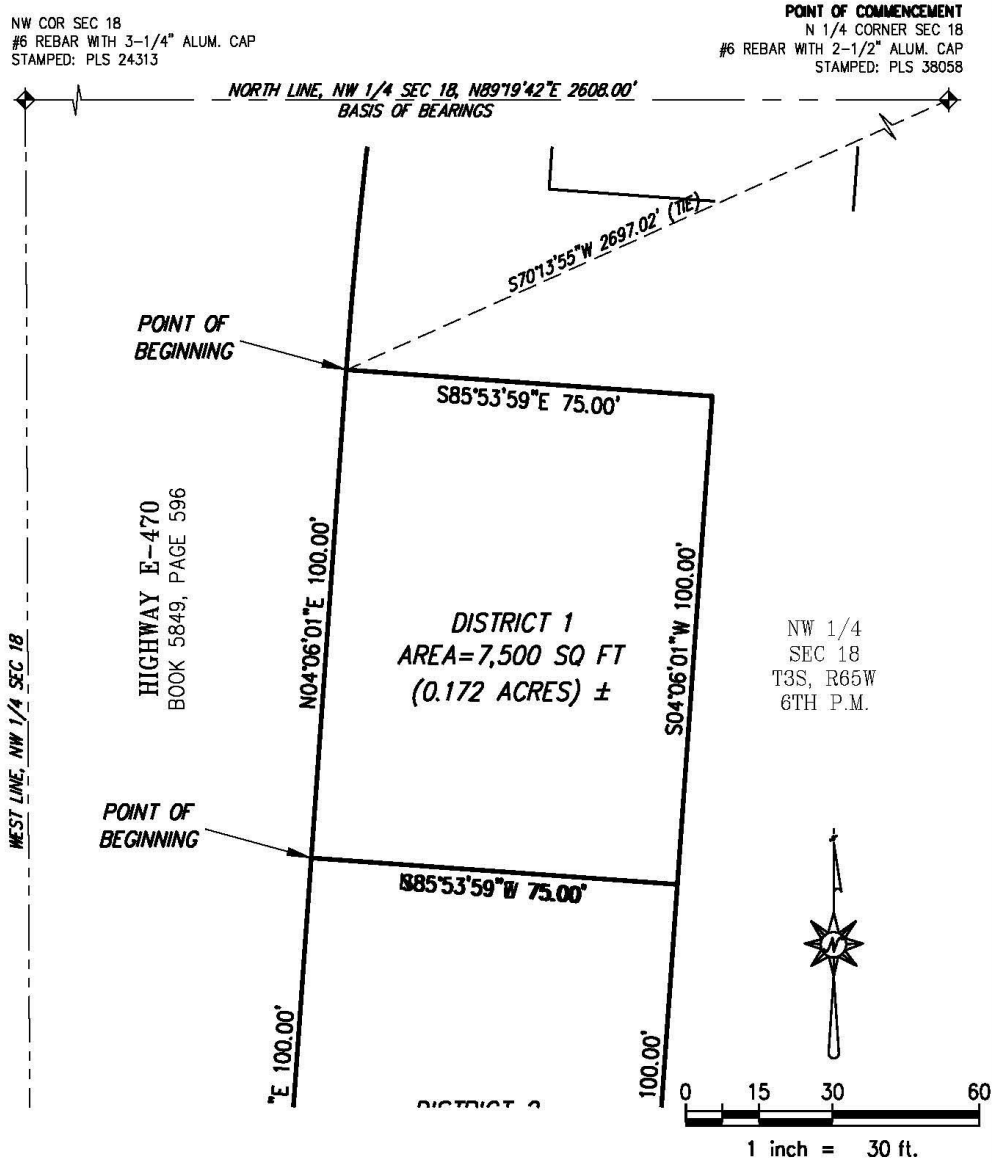 NW COR SEC 18
#6 REBAR WITH 3-1/4" ALUM. CAP
STAMPED: PLS 24313
POINT OF COMMENCEMENT
N 1/4 CORNER SEC 18
#6 REBAR WITH 2-1/2" ALUM. CAP
STAMPED: PLS 38058
NORTH LINE, NW 1/4 SEC 18, N89°19'42"E 2608.00'
BASIS OF BEARINGS
S70°13'55"W 2697.02' (TIE)
POINT OF
BEGINNING
S85°53'59"E 75.00'
HIGHWAY E-470
BOOK 5849, PAGE 596
N04°06'01"E 100.00'
DISTRICT 1
AREA=7,500 SQ FT
(0.172 ACRES) ±
S04°06'01"W 100.00'
NW 1/4
SEC 18
T3S, R65W
6TH P.M.
WEST LINE, NW 1/4 SEC 18
POINT OF
BEGINNING
85°53'59" 75.00'
"E 100.00'
100.00'
DISTRICT 2
N
0 15 30 60
1 inch = 30 ft.